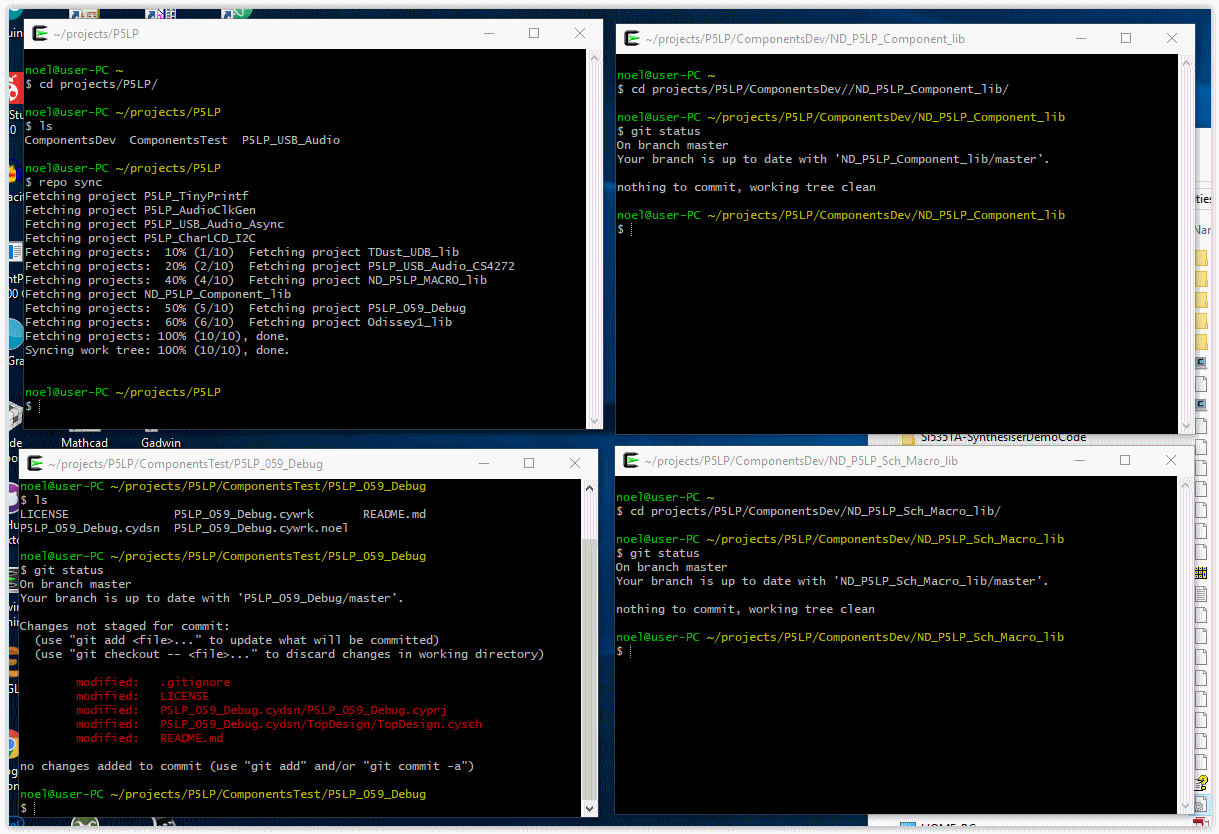 ~/projects/P5LP
noel@user-PC ~
$ cd projects/P5LP/
noel@user-PC ~/projects/P5LP
$ ls
ComponentsDev  ComponentsTest  P5LP_USB_Audio
noel@user-PC ~/projects/P5LP
$ repo sync
Fetching project P5LP_TinyPrintf
Fetching project P5LP_AudioClkGen
Fetching project P5LP_USB_Audio_Async
Fetching project P5LP_CharLCD_I2C
Fetching projects:  10% (1/10)  Fetching project TDust_UDB_lib
Fetching projects:  20% (2/10)  Fetching project P5LP_USB_Audio_CS4272
Fetching projects:  40% (4/10)  Fetching project ND_P5LP_MACRO_lib
Fetching project ND_P5LP_Component_lib
Fetching projects:  50% (5/10)  Fetching project P5LP_059_Debug
Fetching projects:  60% (6/10)  Fetching project Odissey1_lib
Fetching projects: 100% (10/10), done.
Syncing work tree: 100% (10/10), done.
noel@user-PC ~/projects/P5LP
$
~/projects/P5LP/ComponentsDev/ND_P5LP_Component_lib
noel@user-PC ~
$ cd projects/P5LP/ComponentsDev//ND_P5LP_Component_lib/
noel@user-PC ~/projects/P5LP/ComponentsDev/ND_P5LP_Component_lib
$ git status
On branch master
Your branch is up to date with 'ND_P5LP_Component_lib/master'.
nothing to commit, working tree clean
noel@user-PC ~/projects/P5LP/ComponentsDev/ND_P5LP_Component_lib
$
Mathcad
Gadwin
Si5351A-SynthesiserDemoCode
~/projects/P5LP/ComponentsTest/P5LP_059_Debug
noel@user-PC ~/projects/P5LP/ComponentsTest/P5LP_059_Debug
$ ls
LICENSE               P5LP_059_Debug.cywrk       README.md
P5LP_059_Debug.cydsn  P5LP_059_Debug.cywrk.noel
noel@user-PC ~/projects/P5LP/ComponentsTest/P5LP_059_Debug
$ git status
On branch master
Your branch is up to date with 'P5LP_059_Debug/master'.
Changes not staged for commit:
  (use "git add <file>..." to update what will be committed)
  (use "git checkout -- <file>..." to discard changes in working directory)
        modified:   .gitignore
        modified:   LICENSE
        modified:   P5LP_059_Debug.cydsn/P5LP_059_Debug.cyprj
        modified:   P5LP_059_Debug.cydsn/TopDesign/TopDesign.cysch
        modified:   README.md
no changes added to commit (use "git add" and/or "git commit -a")
noel@user-PC ~/projects/P5LP/ComponentsTest/P5LP_059_Debug
$
~/projects/P5LP/ComponentsDev/ND_P5LP_Sch_Macro_lib
noel@user-PC ~
$ cd projects/P5LP/ComponentsDev/ND_P5LP_Sch_Macro_lib/
noel@user-PC ~/projects/P5LP/ComponentsDev/ND_P5LP_Sch_Macro_lib
$ git status
On branch master
Your branch is up to date with 'ND_P5LP_Sch_Macro_lib/master'.
nothing to commit, working tree clean
noel@user-PC ~/projects/P5LP/ComponentsDev/ND_P5LP_Sch_Macro_lib
$